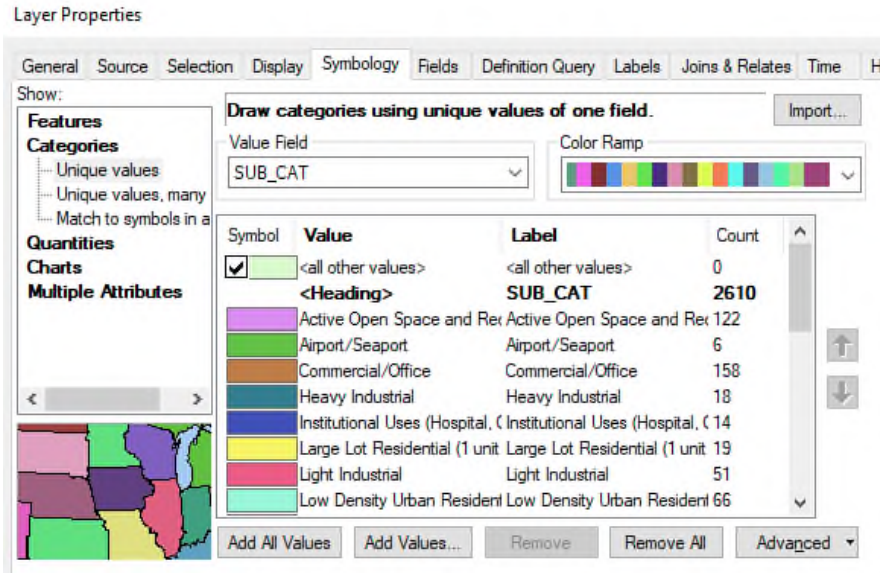 Layer Properties
General Source Selection Display Symbology Fields Definition Query Labels Joins & Relates Time H
Show:
Features
Categories
Unique values
Unique values, many
Match to symbols in a
Quantities
Charts
Multiple Attributes
Draw categories using unique values of one field.
Import...
Value Field
SUB_CAT
Color Ramp
Symbol Value Label Count
<all other values> <all other values> 0
<Heading> SUB_CAT 2610
Active Open Space and Rec Active Open Space and Rec 122
Airport/Seaport Airport/Seaport 6
Commercial/Office Commercial/Office 158
Heavy Industrial Heavy Industrial 18
Institutional Uses (Hospital, C Institutional Uses (Hospital, C 14
Large Lot Residential (1 unit Large Lot Residential (1 unit 19
Light Industrial Light Industrial 51
Low Density Urban Resident Low Density Urban Resident 66
Add All Values Add Values... Remove Remove All Advanced